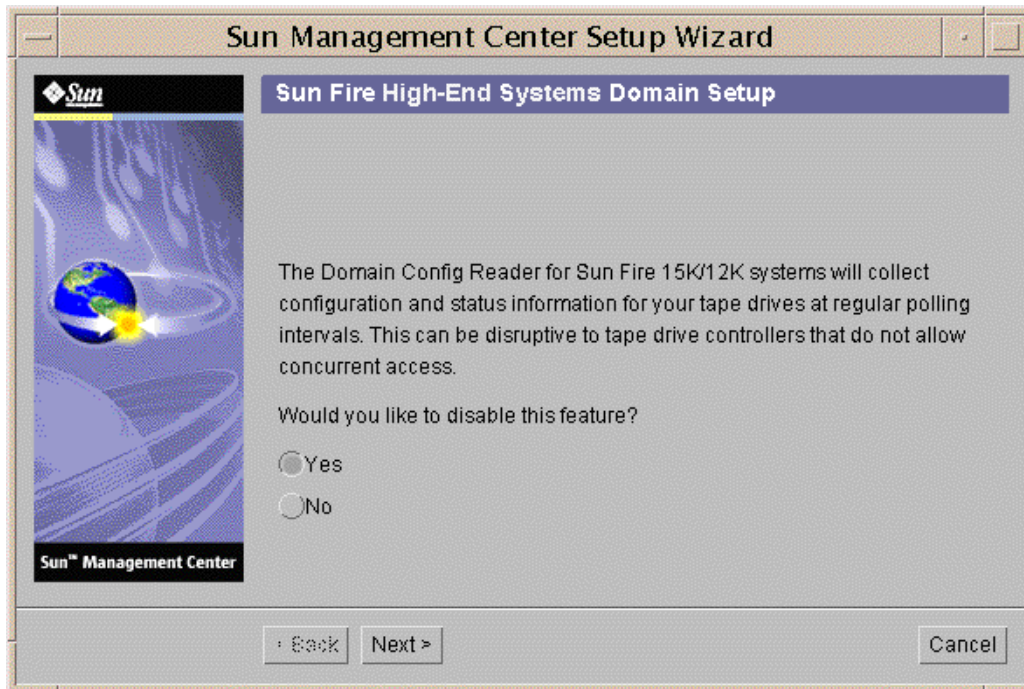 Sun Management Center Setup Wizard
Sun
Sun Fire High-End Systems Domain Setup
The Domain Config Reader for Sun Fire 15K/12K systems will collect
configuration and status information for your tape drives at regular polling
intervals. This can be disruptive to tape drive controllers that do not allow
concurrent access.
Would you like to disable this feature?
Yes
No
Sun™ Management Center
Back
Next >
Cancel